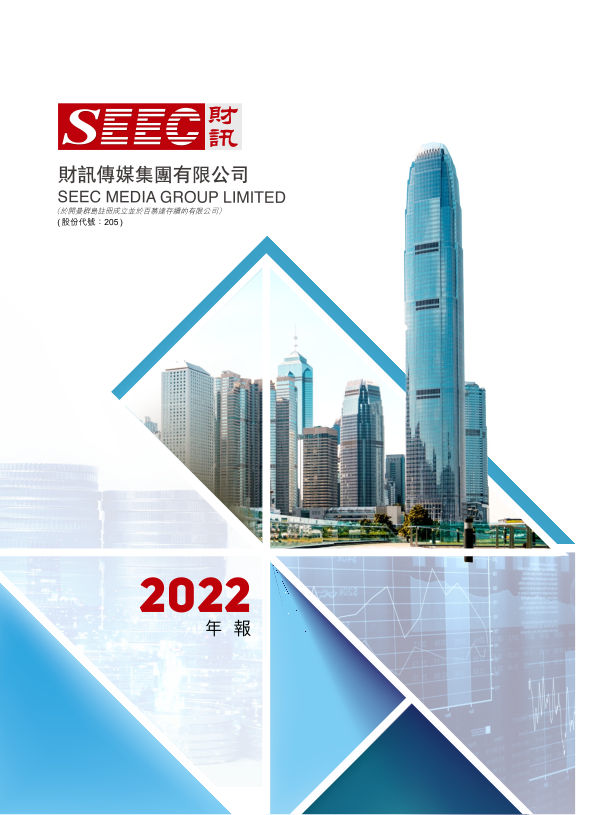 SEEC 財訊
財訊傳媒集團有限公司
SEEC MEDIA GROUP LIMITED
(於開曼群島註冊成立並於百慕達存續的有限公司)
(股份代號：205)
2022
年報